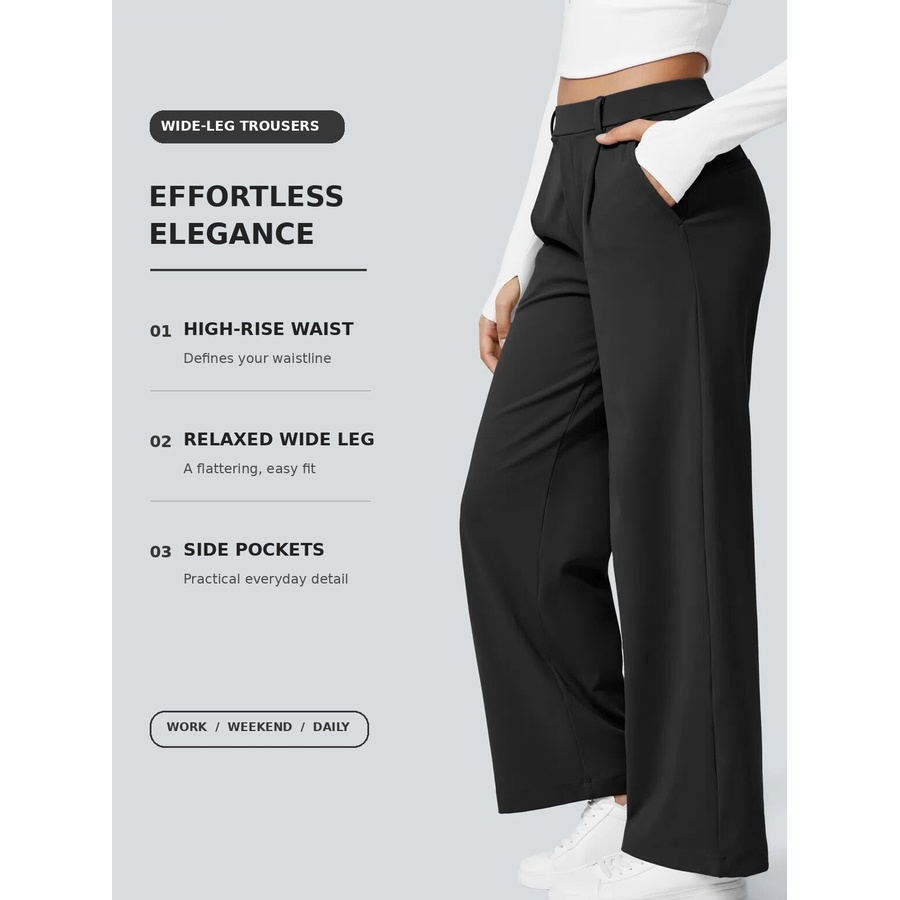 WIDE-LEG TROUSERS
EFFORTLESS
ELEGANCE
01 HIGH-RISE WAIST
Defines your waistline
02 RELAXED WIDE LEG
A flattering, easy fit
03 SIDE POCKETS
Practical everyday detail
WORK / WEEKEND / DAILY